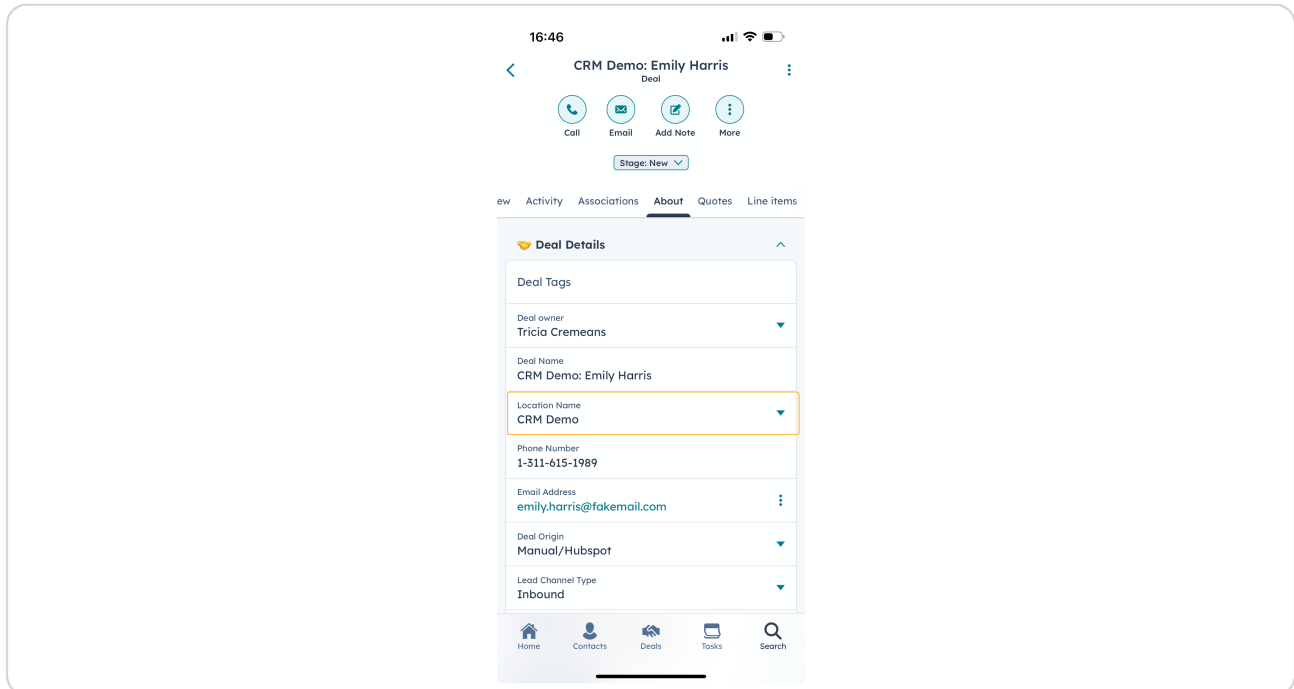 16:46
CRM Demo: Emily Harris
Deal
Call Email Add Note More
Stage: New
ew Activity Associations About Quotes Line items
Deal Details
Deal Tags
Deal owner
Tricia Cremeans
Deal Name
CRM Demo: Emily Harris
Location Name
CRM Demo
Phone Number
1-311-615-1989
Email Address
emily.harris@fakemail.com
Deal Origin
Manual/Hubspot
Lead Channel Type
Inbound
Home Contacts Deals Tasks Search